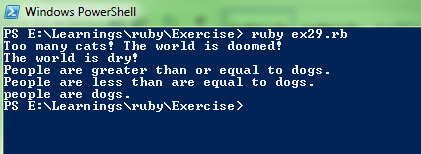 Windows PowerShell
PS E:\Learnings\ruby\Exercise> ruby ex29.rb
Too many cats! The world is doomed!
The world is dry!
People are greater than or equal to dogs.
People are less than are equal to dogs.
people are dogs.
PS E:\Learnings\ruby\Exercise>